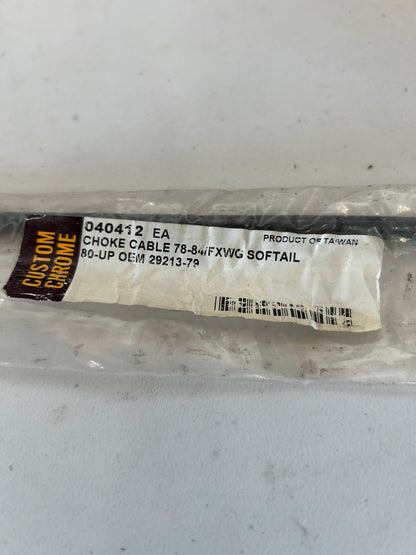 CUSTOM
CHROME
040412 EA
PRODUCT OF TAIWAN
CHOKE CABLE 78-84/FXWG SOFTAIL
80-UP OEM 29213-79